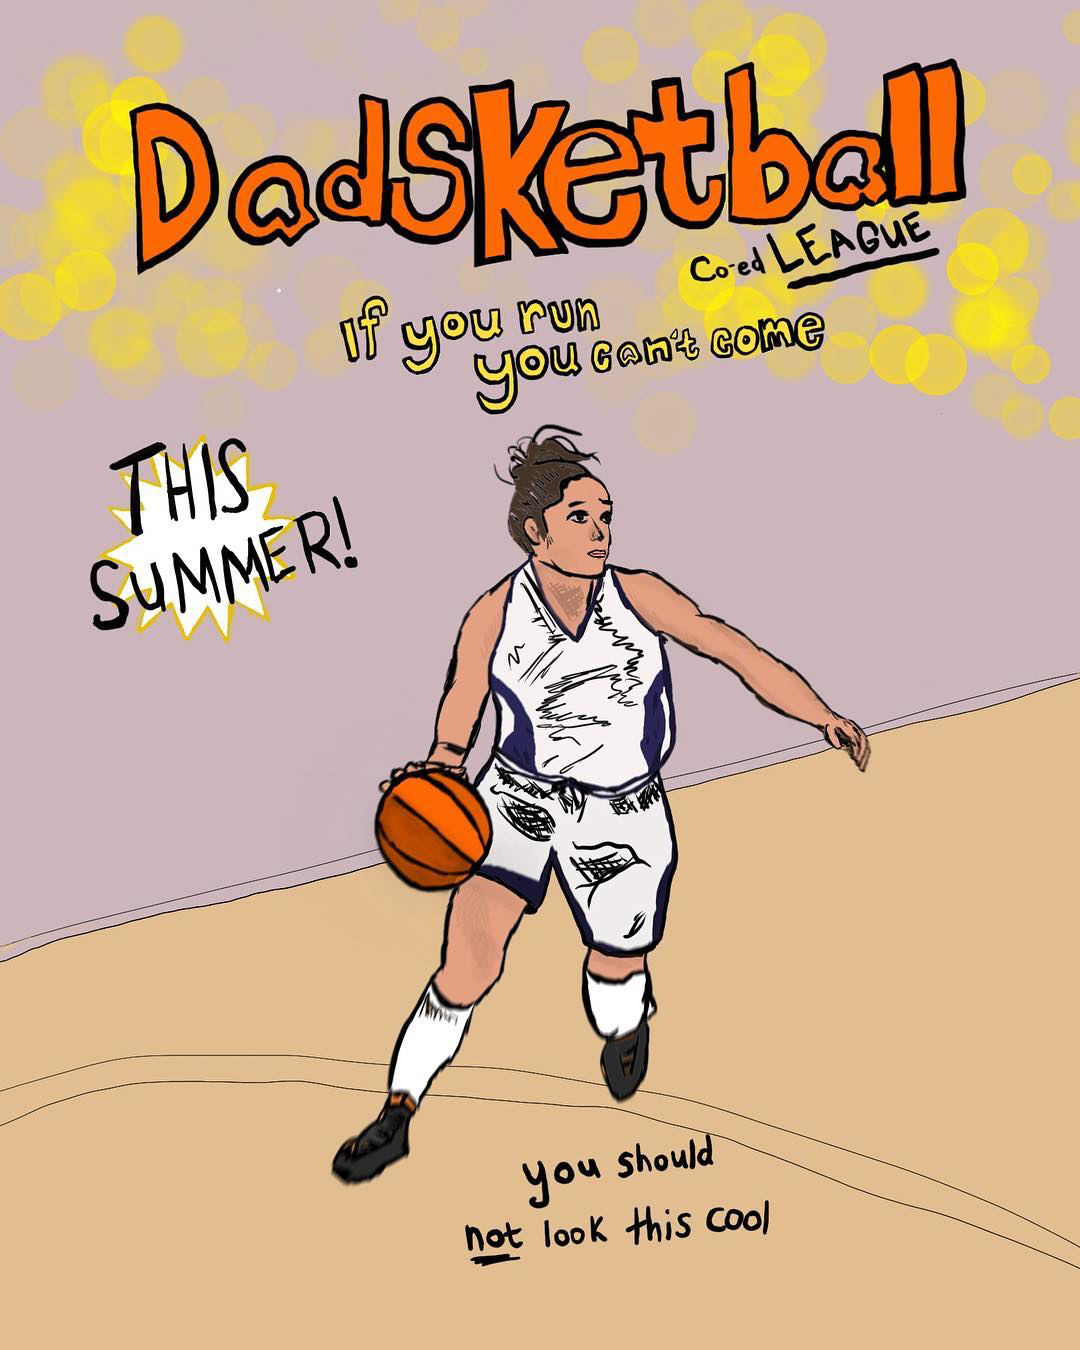 Dadsketball
Co-ed LEAGUE
If you run
you can't come
THIS
SUMMER!
you should
not look this cool